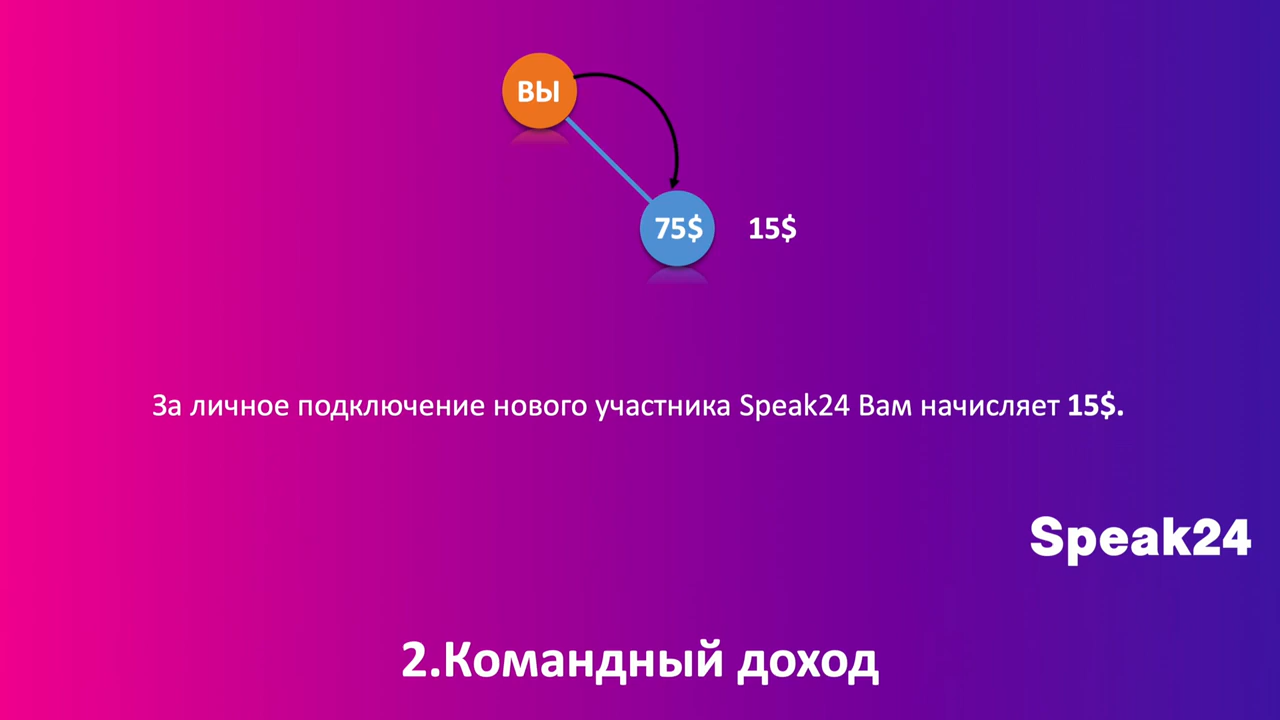 ВЫ
75$ 15$
За личное подключение нового участника Speak24 Вам начисляет 15$.
Speak24
2.Командный доход